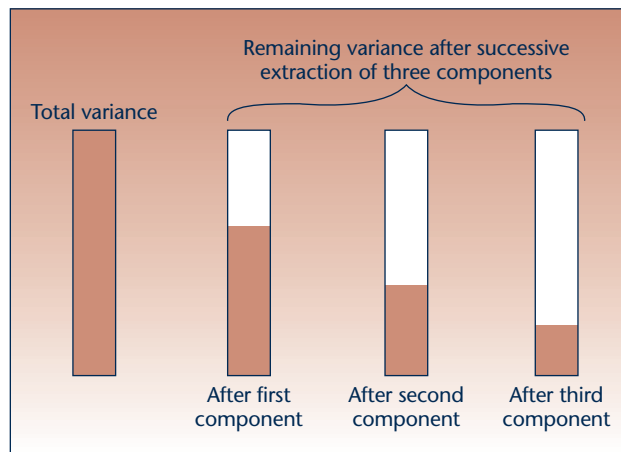 Remaining variance after successive
extraction of three components
Total variance
After first
component
After second
component
After third
component